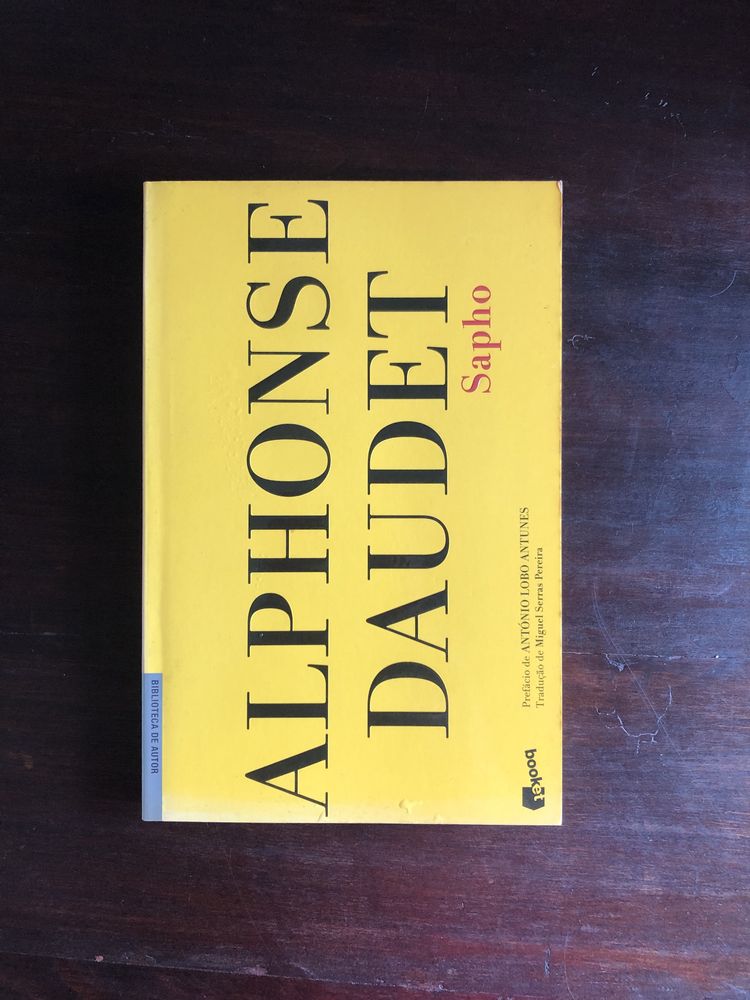 ALPHONSE
DAUDET
Sapho
Prefácio de ANTÓNIO LOBO ANTUNES
Tradução de Miguel Serras Pereira
booket
BIBLIOTECA DE AUTOR